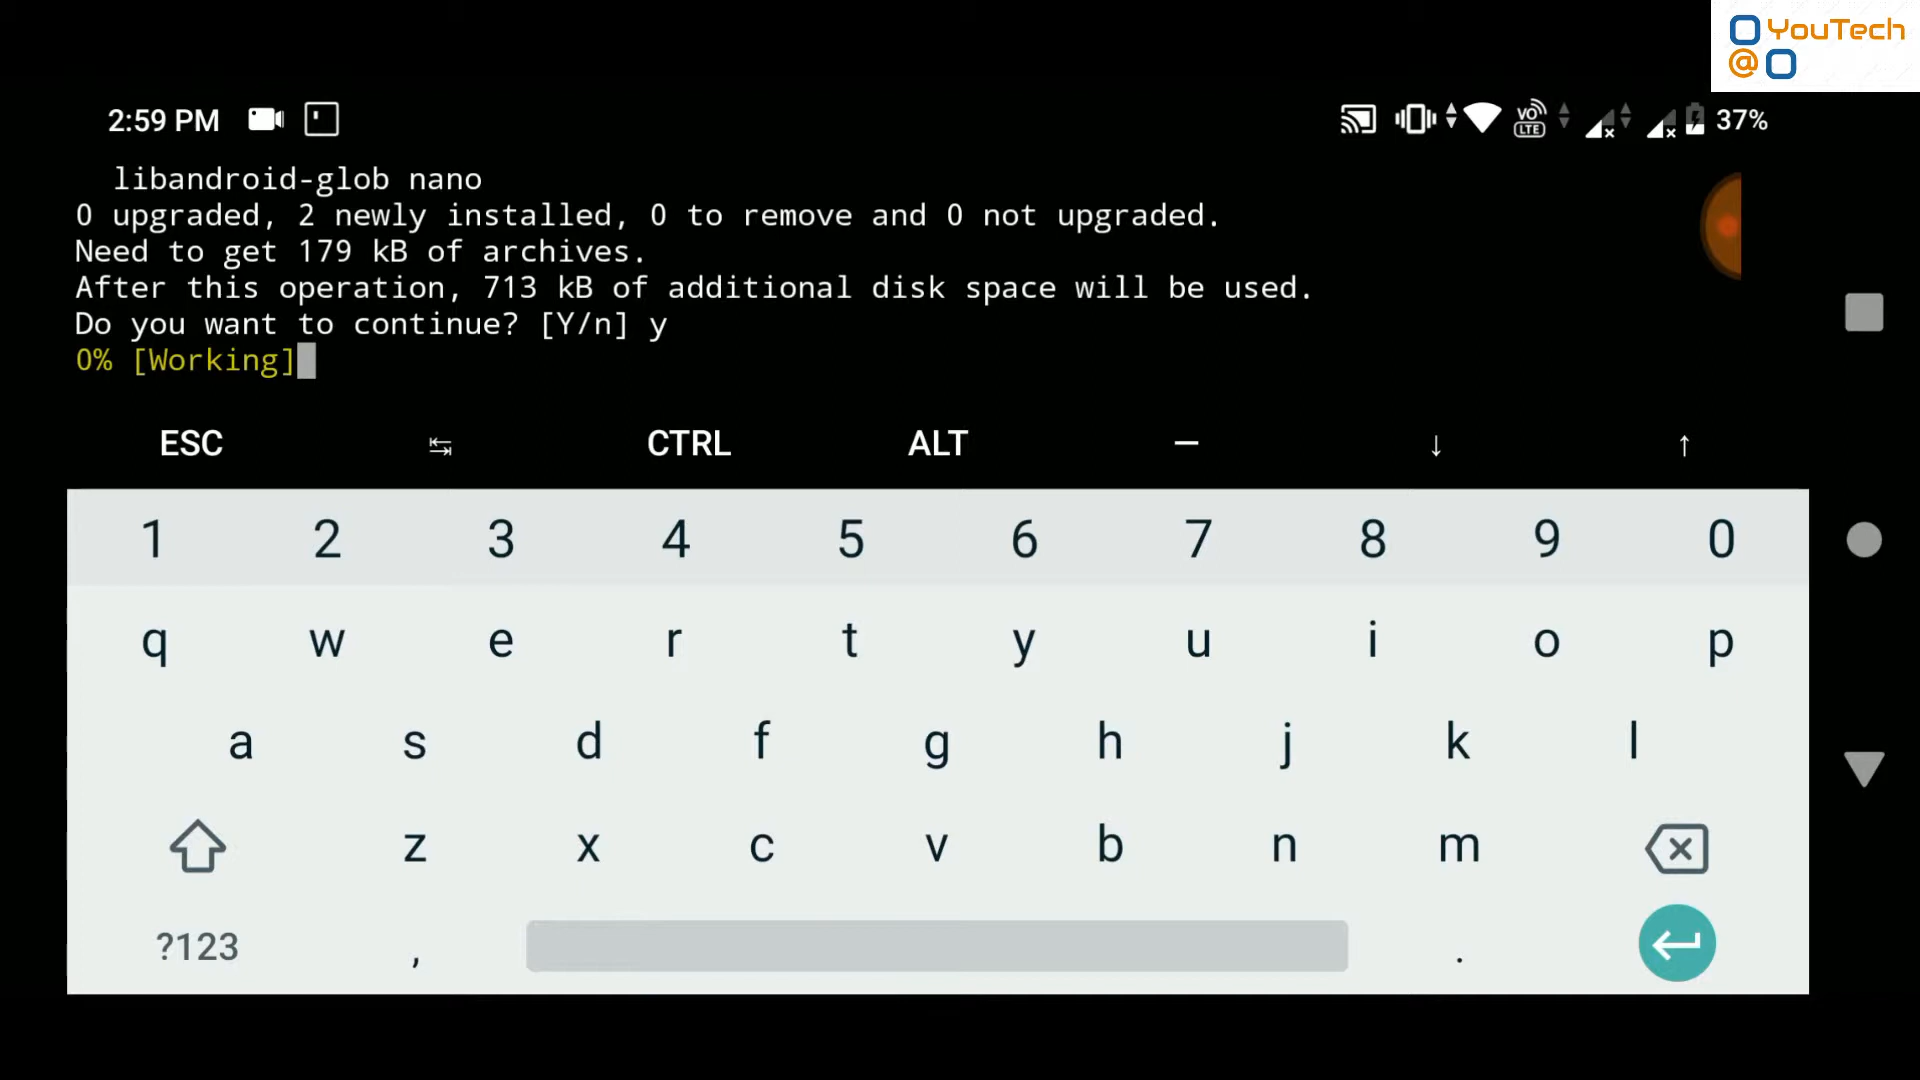 YouTech
@
2:59 PM
VO LTE
37%
libandroid-glob nano
0 upgraded, 2 newly installed, 0 to remove and 0 not upgraded.
Need to get 179 kB of archives.
After this operation, 713 kB of additional disk space will be used.
Do you want to continue? [Y/n] y
0% [Working]
ESC ↹ CTRL ALT — ↓ ↑
1 2 3 4 5 6 7 8 9 0
q w e r t y u i o p
a s d f g h j k l
z x c v b n m
?123 , .